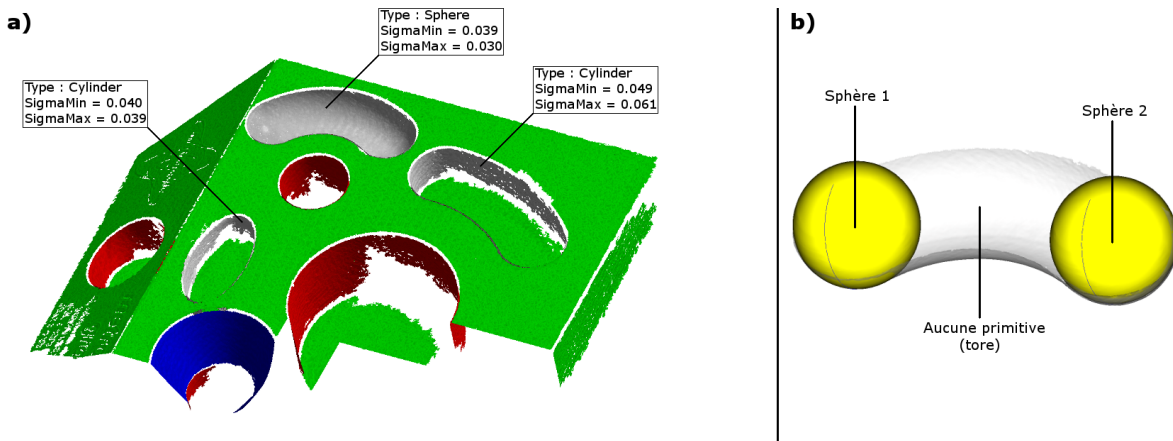 a)
Type : Sphere
SigmaMin = 0.039
SigmaMax = 0.030
Type : Cylinder
SigmaMin = 0.040
SigmaMax = 0.039
Type : Cylinder
SigmaMin = 0.049
SigmaMax = 0.061
b)
Sphère 1
Sphère 2
Aucune primitive
(tore)